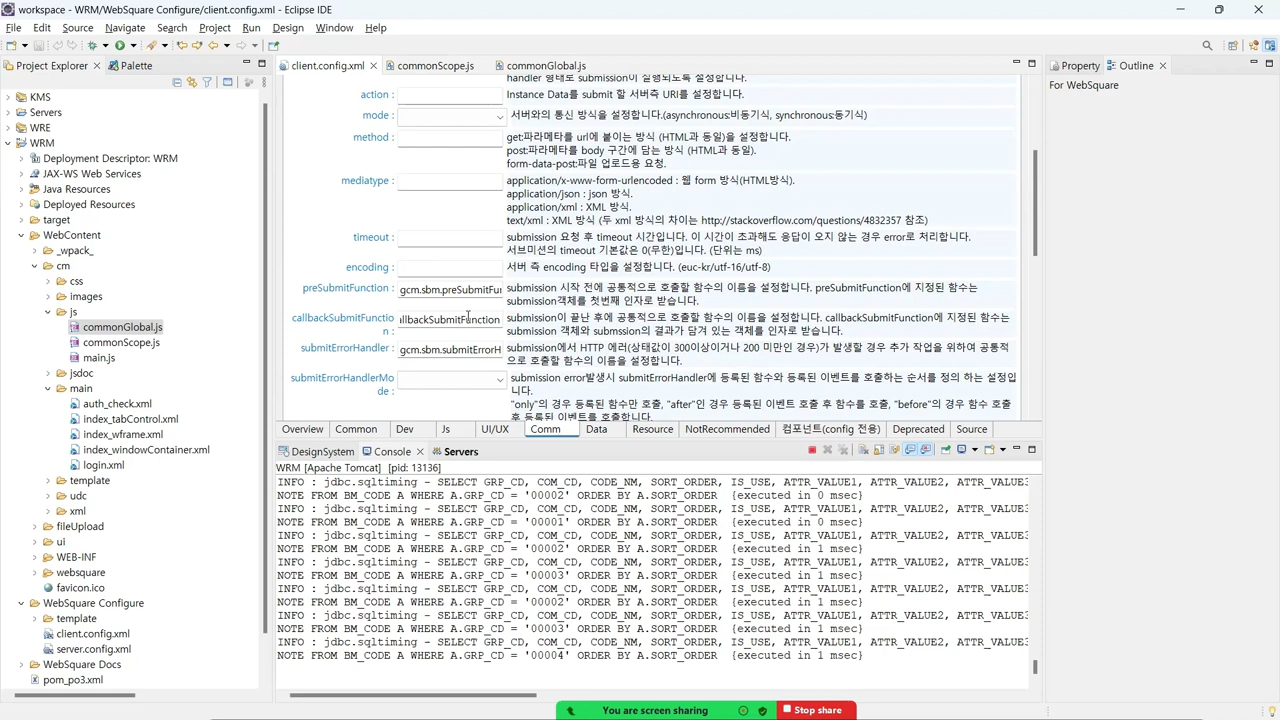 workspace - WRM/WebSquare Configure/client.config.xml - Eclipse IDE
File Edit Source Navigate Search Project Run Design Window Help
Project Explorer Palette
KMS
Servers
WRE
WRM
Deployment Descriptor: WRM
JAX-WS Web Services
Java Resources
Deployed Resources
target
WebContent
_wpack_
cm
css
images
js
commonGlobal.js
commonScope.js
main.js
jsdoc
main
auth_check.xml
index_tabControl.xml
index_wframe.xml
index_windowContainer.xml
login.xml
template
udc
xml
fileUpload
ui
WEB-INF
websquare
favicon.ico
WebSquare Configure
template
client.config.xml
server.config.xml
WebSquare Docs
pom_po3.xml
client.config.xml commonScope.js commonGlobal.js
handler 형태로 submission이 실행되도록 설정합니다.
action : Instance Data를 submit 할 서버측 URI를 설정합니다.
mode : 서버와의 통신 방식을 설정합니다.(asynchronous:비동기식, synchronous:동기식)
method : get:파라메타를 url에 붙이는 방식 (HTML과 동일)을 설정합니다.
post:파라메타를 body 구간에 담는 방식 (HTML과 동일).
form-data-post:파일 업로드용 요청.
mediatype : application/x-www-form-urlencoded : 웹 form 방식(HTML방식).
application/json : json 방식.
application/xml : XML 방식.
text/xml : XML 방식 (두 xml 방식의 차이는 http://stackoverflow.com/questions/4832357 참조)
timeout : submission 요청 후 timeout 시간입니다. 이 시간이 초과해도 응답이 오지 않는 경우 error로 처리합니다.
서브미션의 timeout 기본값은 0(무한)입니다. (단위는 ms)
encoding : 서버 측 encoding 타입을 설정합니다. (euc-kr/utf-16/utf-8)
preSubmitFunction : gcm.sbm.preSubmitFur submission 시작 전에 공통적으로 호출할 함수의 이름을 설정합니다. preSubmitFunction에 지정된 함수는
submission객체를 첫번째 인자로 받습니다.
callbackSubmitFunctio allbackSubmitFunction submission이 끝난 후에 공통적으로 호출할 함수의 이름을 설정합니다. callbackSubmitFunction에 지정된 함수는
n : submission 객체와 submssion의 결과가 담겨 있는 객체를 인자로 받습니다.
submitErrorHandler : gcm.sbm.submitErrorH submission에서 HTTP 에러(상태값이 300이상이거나 200 미만인 경우)가 발생할 경우 추가 작업을 위하여 공통적
으로 호출할 함수의 이름을 설정합니다.
submitErrorHandlerMo submission error발생시 submitErrorHandler에 등록된 함수와 등록된 이벤트를 호출하는 순서를 정의 하는 설정입
de : 니다.
"only"의 경우 등록된 함수만 호출, "after"인 경우 등록된 이벤트 호출 후 함수를 호출, "before"의 경우 함수 호출
후 등록된 이벤트를 호출합니다.
Overview Common Dev Js UI/UX Comm Data Resource NotRecommended 컴포넌트(config 전용) Deprecated Source
DesignSystem Console Servers
WRM [Apache Tomcat] [pid: 13136]
INFO : jdbc.sqltiming - SELECT GRP_CD, COM_CD, CODE_NM, SORT_ORDER, IS_USE, ATTR_VALUE1, ATTR_VALUE2, ATTR_VALUE3
NOTE FROM BM_CODE A WHERE A.GRP_CD = '00002' ORDER BY A.SORT_ORDER {executed in 0 msec}
INFO : jdbc.sqltiming - SELECT GRP_CD, COM_CD, CODE_NM, SORT_ORDER, IS_USE, ATTR_VALUE1, ATTR_VALUE2, ATTR_VALUE3
NOTE FROM BM_CODE A WHERE A.GRP_CD = '00001' ORDER BY A.SORT_ORDER {executed in 0 msec}
INFO : jdbc.sqltiming - SELECT GRP_CD, COM_CD, CODE_NM, SORT_ORDER, IS_USE, ATTR_VALUE1, ATTR_VALUE2, ATTR_VALUE3
NOTE FROM BM_CODE A WHERE A.GRP_CD = '00002' ORDER BY A.SORT_ORDER {executed in 1 msec}
INFO : jdbc.sqltiming - SELECT GRP_CD, COM_CD, CODE_NM, SORT_ORDER, IS_USE, ATTR_VALUE1, ATTR_VALUE2, ATTR_VALUE3
NOTE FROM BM_CODE A WHERE A.GRP_CD = '00003' ORDER BY A.SORT_ORDER {executed in 1 msec}
INFO : jdbc.sqltiming - SELECT GRP_CD, COM_CD, CODE_NM, SORT_ORDER, IS_USE, ATTR_VALUE1, ATTR_VALUE2, ATTR_VALUE3
NOTE FROM BM_CODE A WHERE A.GRP_CD = '00002' ORDER BY A.SORT_ORDER {executed in 1 msec}
INFO : jdbc.sqltiming - SELECT GRP_CD, COM_CD, CODE_NM, SORT_ORDER, IS_USE, ATTR_VALUE1, ATTR_VALUE2, ATTR_VALUE3
NOTE FROM BM_CODE A WHERE A.GRP_CD = '00003' ORDER BY A.SORT_ORDER {executed in 1 msec}
INFO : jdbc.sqltiming - SELECT GRP_CD, COM_CD, CODE_NM, SORT_ORDER, IS_USE, ATTR_VALUE1, ATTR_VALUE2, ATTR_VALUE3
NOTE FROM BM_CODE A WHERE A.GRP_CD = '00004' ORDER BY A.SORT_ORDER {executed in 1 msec}
Property Outline
For WebSquare
You are screen sharing Stop share